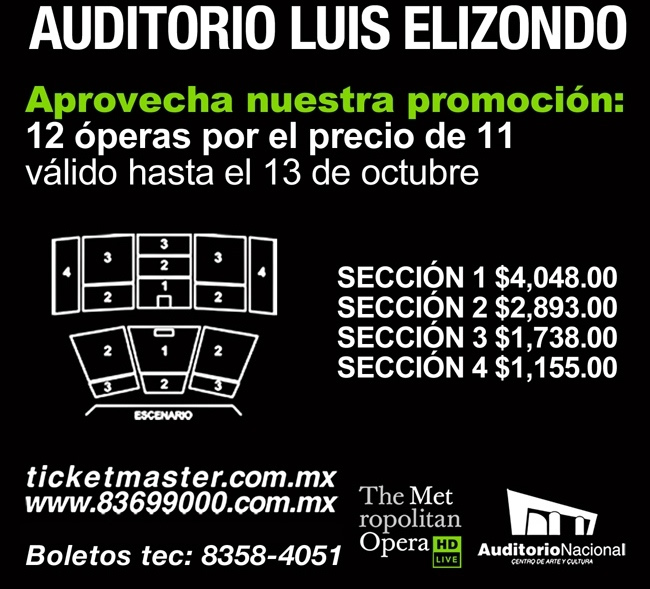 AUDITORIO LUIS ELIZONDO
Aprovecha nuestra promoción:
12 óperas por el precio de 11
válido hasta el 13 de octubre
4 3 3 3 4
2
2 1 2
2 1 2
3 2 3
ESCENARIO
SECCIÓN 1 $4,048.00
SECCIÓN 2 $2,893.00
SECCIÓN 3 $1,738.00
SECCIÓN 4 $1,155.00
ticketmaster.com.mx
www.83699000.com.mx
Boletos tec: 8358-4051
The Met
ropolitan
Opera HD
LIVE
AuditorioNacional
CENTRO DE ARTE Y CULTURA